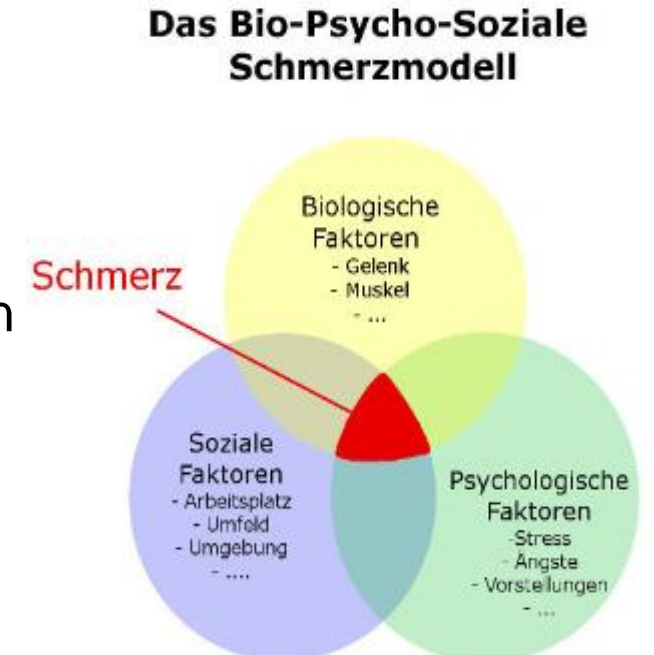 Das Bio-Psycho-Soziale
Schmerzmodell
Biologische
Faktoren
- Gelenk
- Muskel
- ...
Schmerz
n
Soziale
Faktoren
- Arbeitsplatz
- Umfeld
- Umgebung
- ....
Psychologische
Faktoren
-Stress
- Ängste
- Vorstellungen
- ...